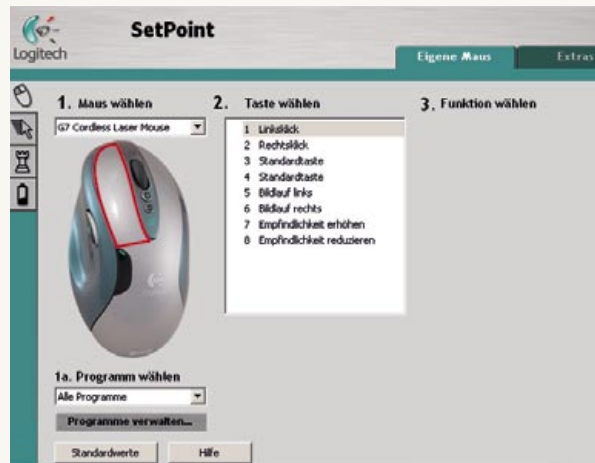 Logitech
SetPoint
Eigene Maus
Extras
1. Maus wählen
G7 Cordless Laser Mouse
2. Taste wählen
1 Linksklick
2 Rechtsklick
3 Standardtaste
4 Standardtaste
5 Bildlauf links
6 Bildlauf rechts
7 Empfindlichkeit erhöhen
8 Empfindlichkeit reduzieren
3. Funktion wählen
1a. Programm wählen
Alle Programme
Programme verwalten...
Standardwerte
Hilfe